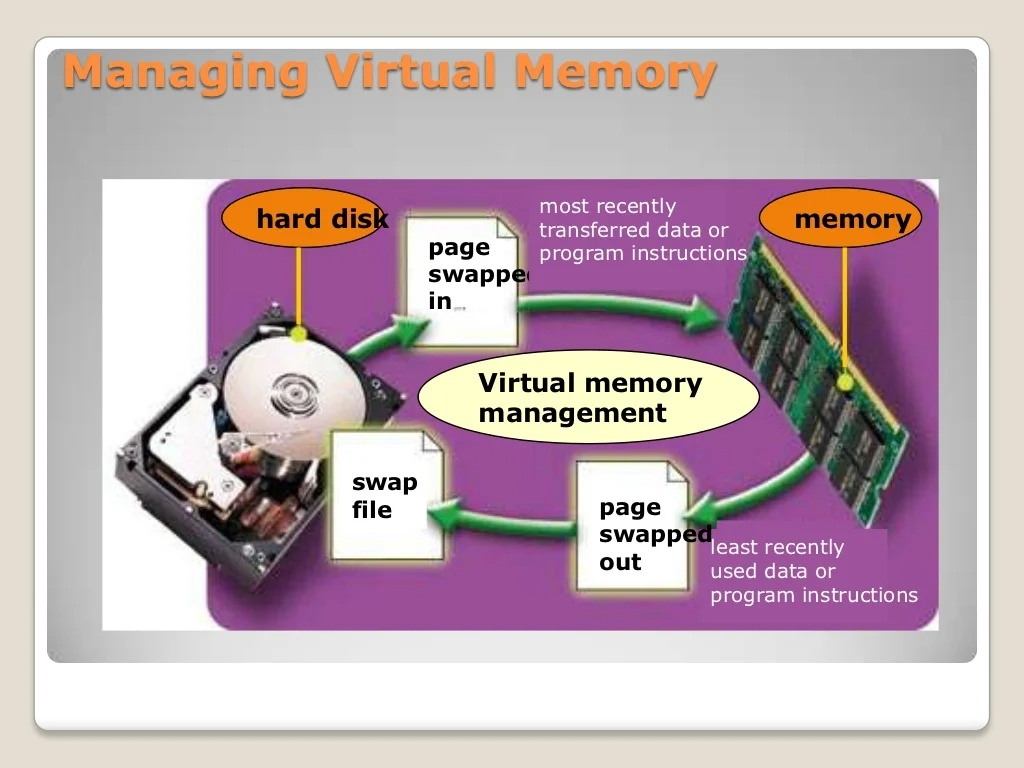 Managing Virtual Memory
hard disk
page
swapped
in
most recently
transferred data or
program instructions
memory
Virtual memory
management
swap
file
page
swapped
out
least recently
used data or
program instructions